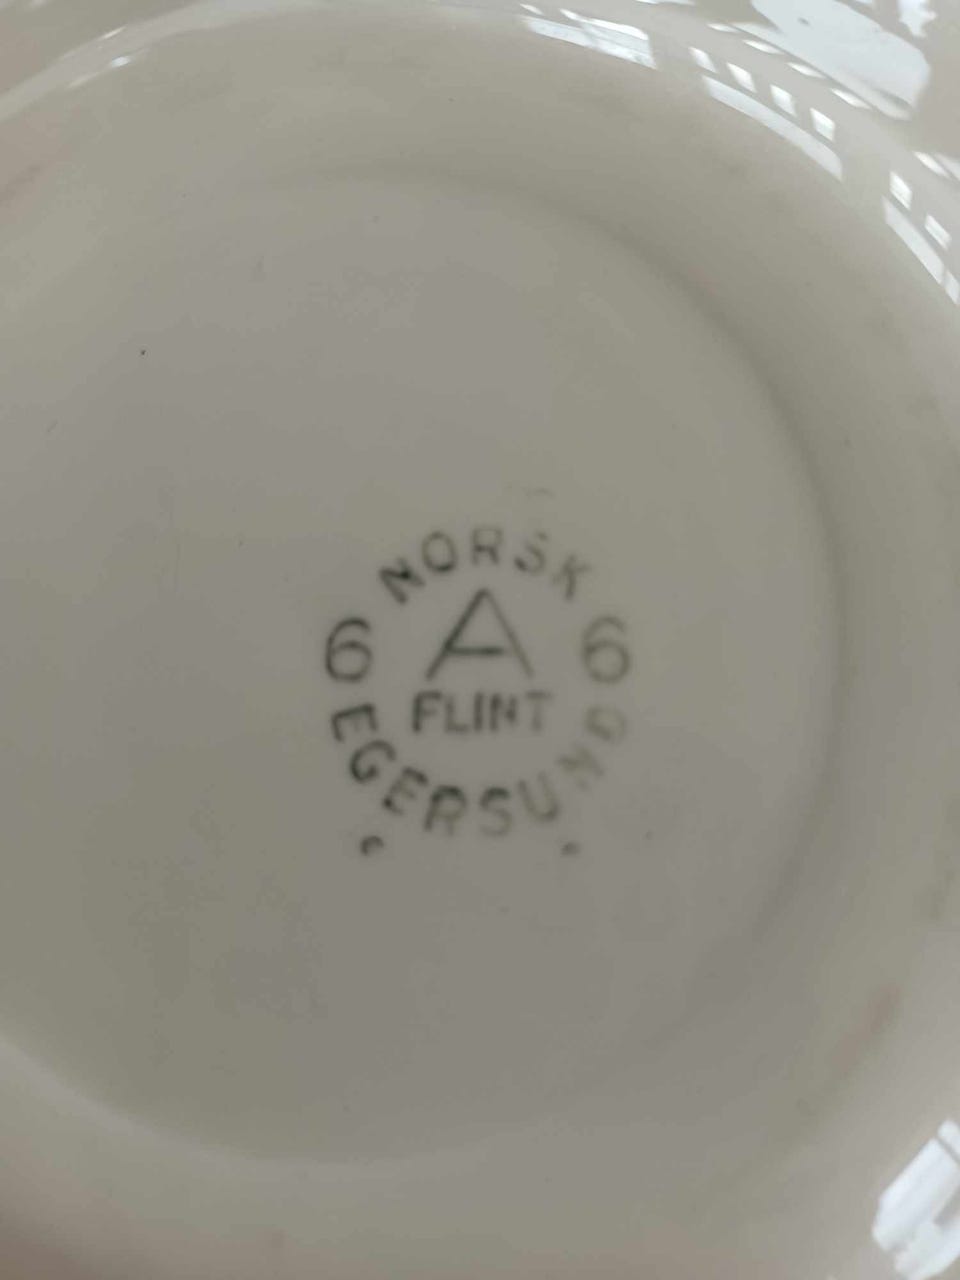 NORSK
6 A 6
FLINT
EGERSUND